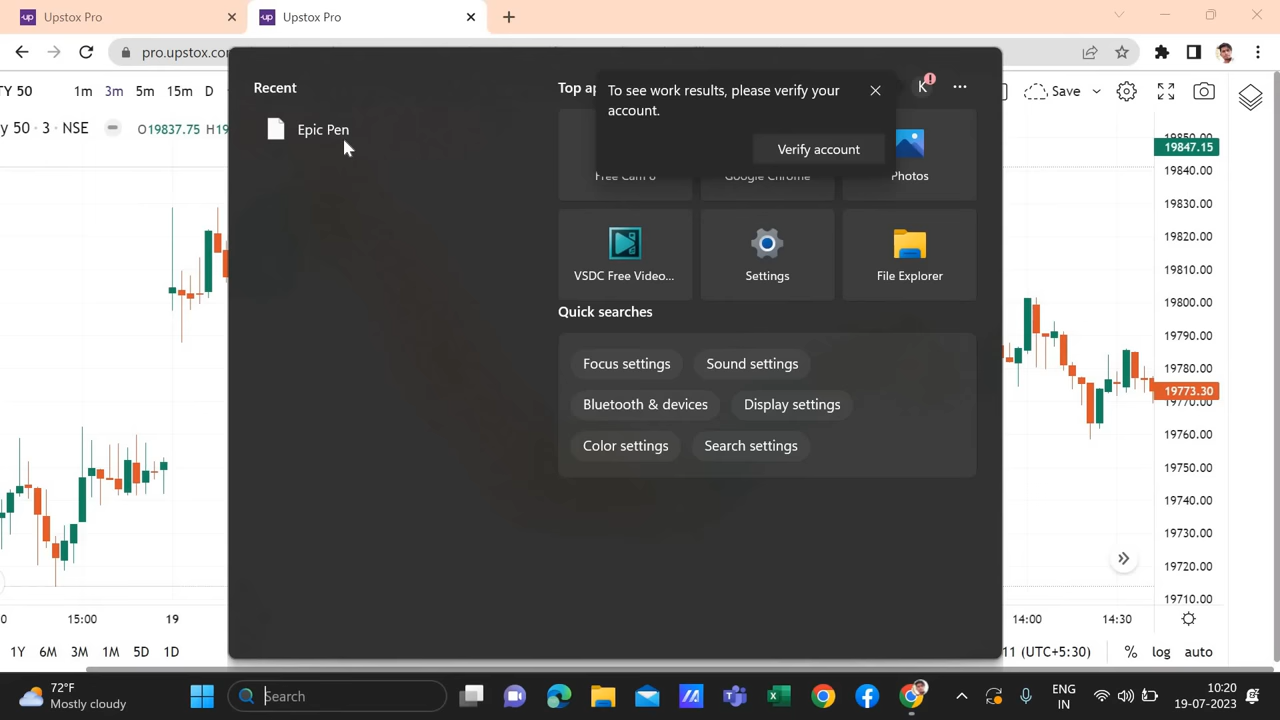 Upstox Pro
Upstox Pro
pro.upstox.co
TY 50 1m 3m 5m 15m D
Save
y 50 · 3 · NSE O19837.75 H19
Recent
Epic Pen
Top ap
K
!
To see work results, please verify your
account.
Verify account
Free Cam 8
Google Chrome
Photos
VSDC Free Video...
Settings
File Explorer
Quick searches
Focus settings
Sound settings
Bluetooth & devices
Display settings
Color settings
Search settings
19850.00
19847.15
19840.00
19830.00
19820.00
19810.00
19800.00
19790.00
19780.00
19773.30
19770.00
19760.00
19750.00
19740.00
19730.00
19720.00
19710.00
0 15:00 19 14:00 14:30
1Y 6M 3M 1M 5D 1D
11 (UTC+5:30) % log auto
72°F
Mostly cloudy
Search
ENG
IN
10:20
19-07-2023